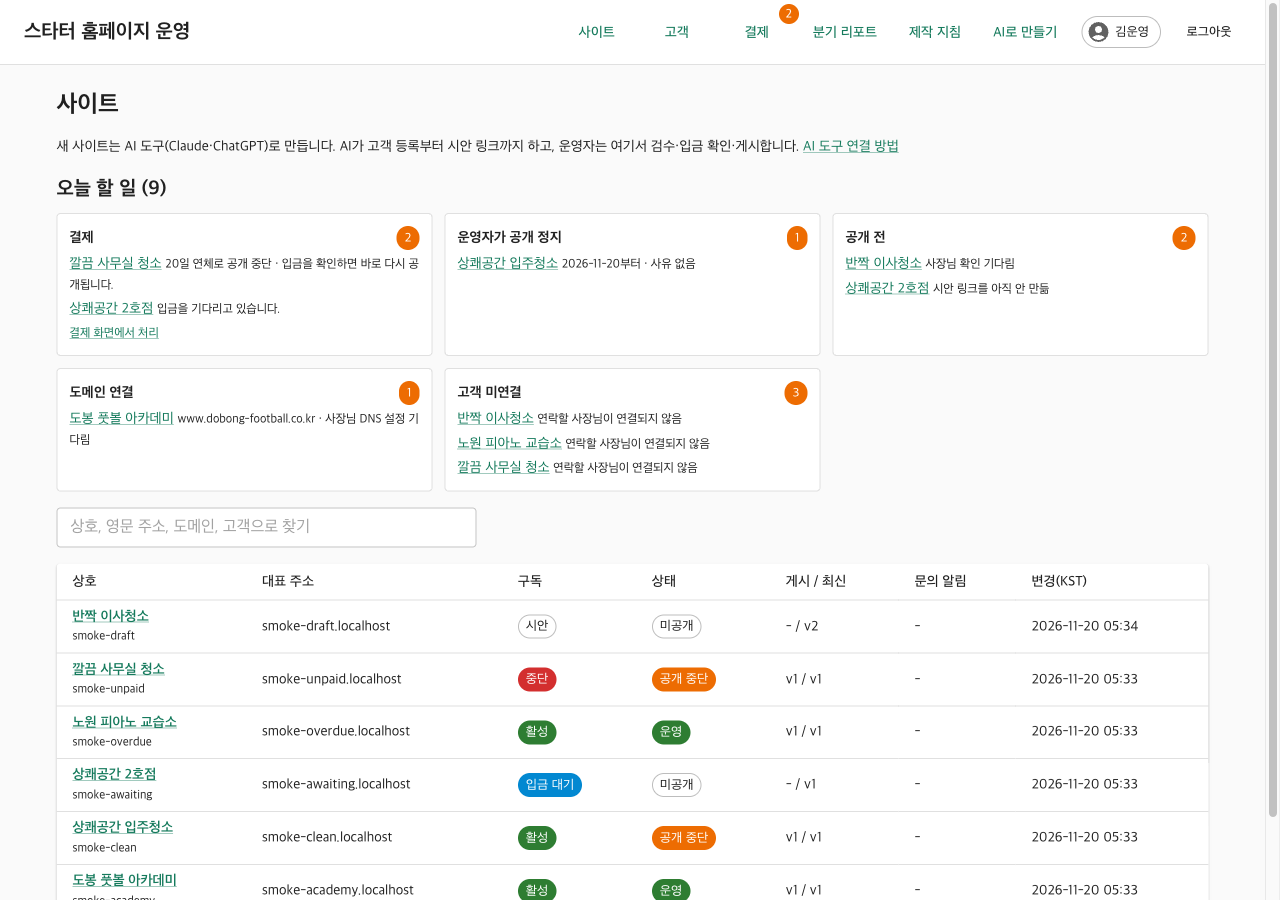 스타터 홈페이지 운영
사이트 고객 결제 2 분기 리포트 제작 지침 AI로 만들기 김운영 로그아웃
사이트
새 사이트는 AI 도구(Claude·ChatGPT)로 만듭니다. AI가 고객 등록부터 시안 링크까지 하고, 운영자는 여기서 검수·입금 확인·게시합니다. AI 도구 연결 방법
오늘 할 일 (9)
결제 2
깔끔 사무실 청소 20일 연체로 공개 중단 · 입금을 확인하면 바로 다시 공
개됩니다.
상쾌공간 2호점 입금을 기다리고 있습니다.
결제 화면에서 처리
운영자가 공개 정지 1
상쾌공간 입주청소 2026-11-20부터 · 사유 없음
공개 전 2
반짝 이사청소 사장님 확인 기다림
상쾌공간 2호점 시안 링크를 아직 안 만듦
도메인 연결 1
도봉 풋볼 아카데미 www.dobong-football.co.kr · 사장님 DNS 설정 기
다림
고객 미연결 3
반짝 이사청소 연락할 사장님이 연결되지 않음
노원 피아노 교습소 연락할 사장님이 연결되지 않음
깔끔 사무실 청소 연락할 사장님이 연결되지 않음
상호, 영문 주소, 도메인, 고객으로 찾기
상호 대표 주소 구독 상태 게시 / 최신 문의 알림 변경(KST)
반짝 이사청소
smoke-draft smoke-draft.localhost 시안 미공개 - / v2 - 2026-11-20 05:34
깔끔 사무실 청소
smoke-unpaid smoke-unpaid.localhost 중단 공개 중단 v1 / v1 - 2026-11-20 05:33
노원 피아노 교습소
smoke-overdue smoke-overdue.localhost 활성 운영 v1 / v1 - 2026-11-20 05:33
상쾌공간 2호점
smoke-awaiting smoke-awaiting.localhost 입금 대기 미공개 - / v1 - 2026-11-20 05:33
상쾌공간 입주청소
smoke-clean smoke-clean.localhost 활성 공개 중단 v1 / v1 - 2026-11-20 05:33
도봉 풋볼 아카데미
smoke-academy smoke-academy.localhost 활성 운영 v1 / v1 - 2026-11-20 05:33